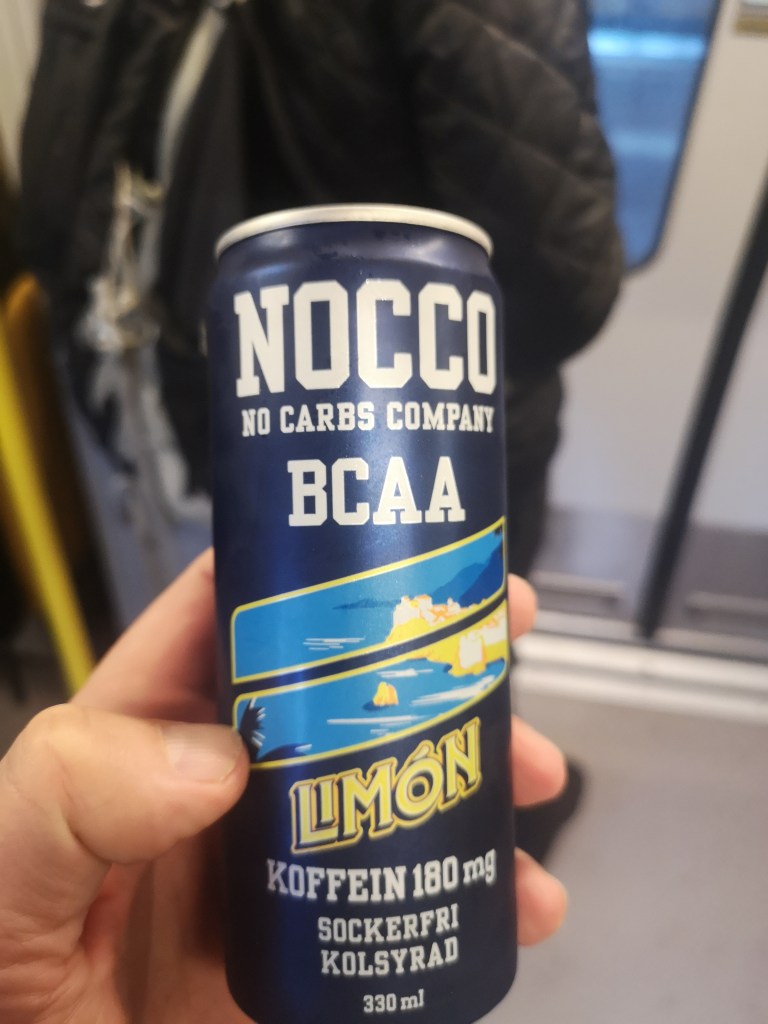 NOCCO
NO CARBS COMPANY
BCAA
LIMÓN
KOFFEIN 180 mg
SOCKERFRI
KOLSYRAD
330 ml